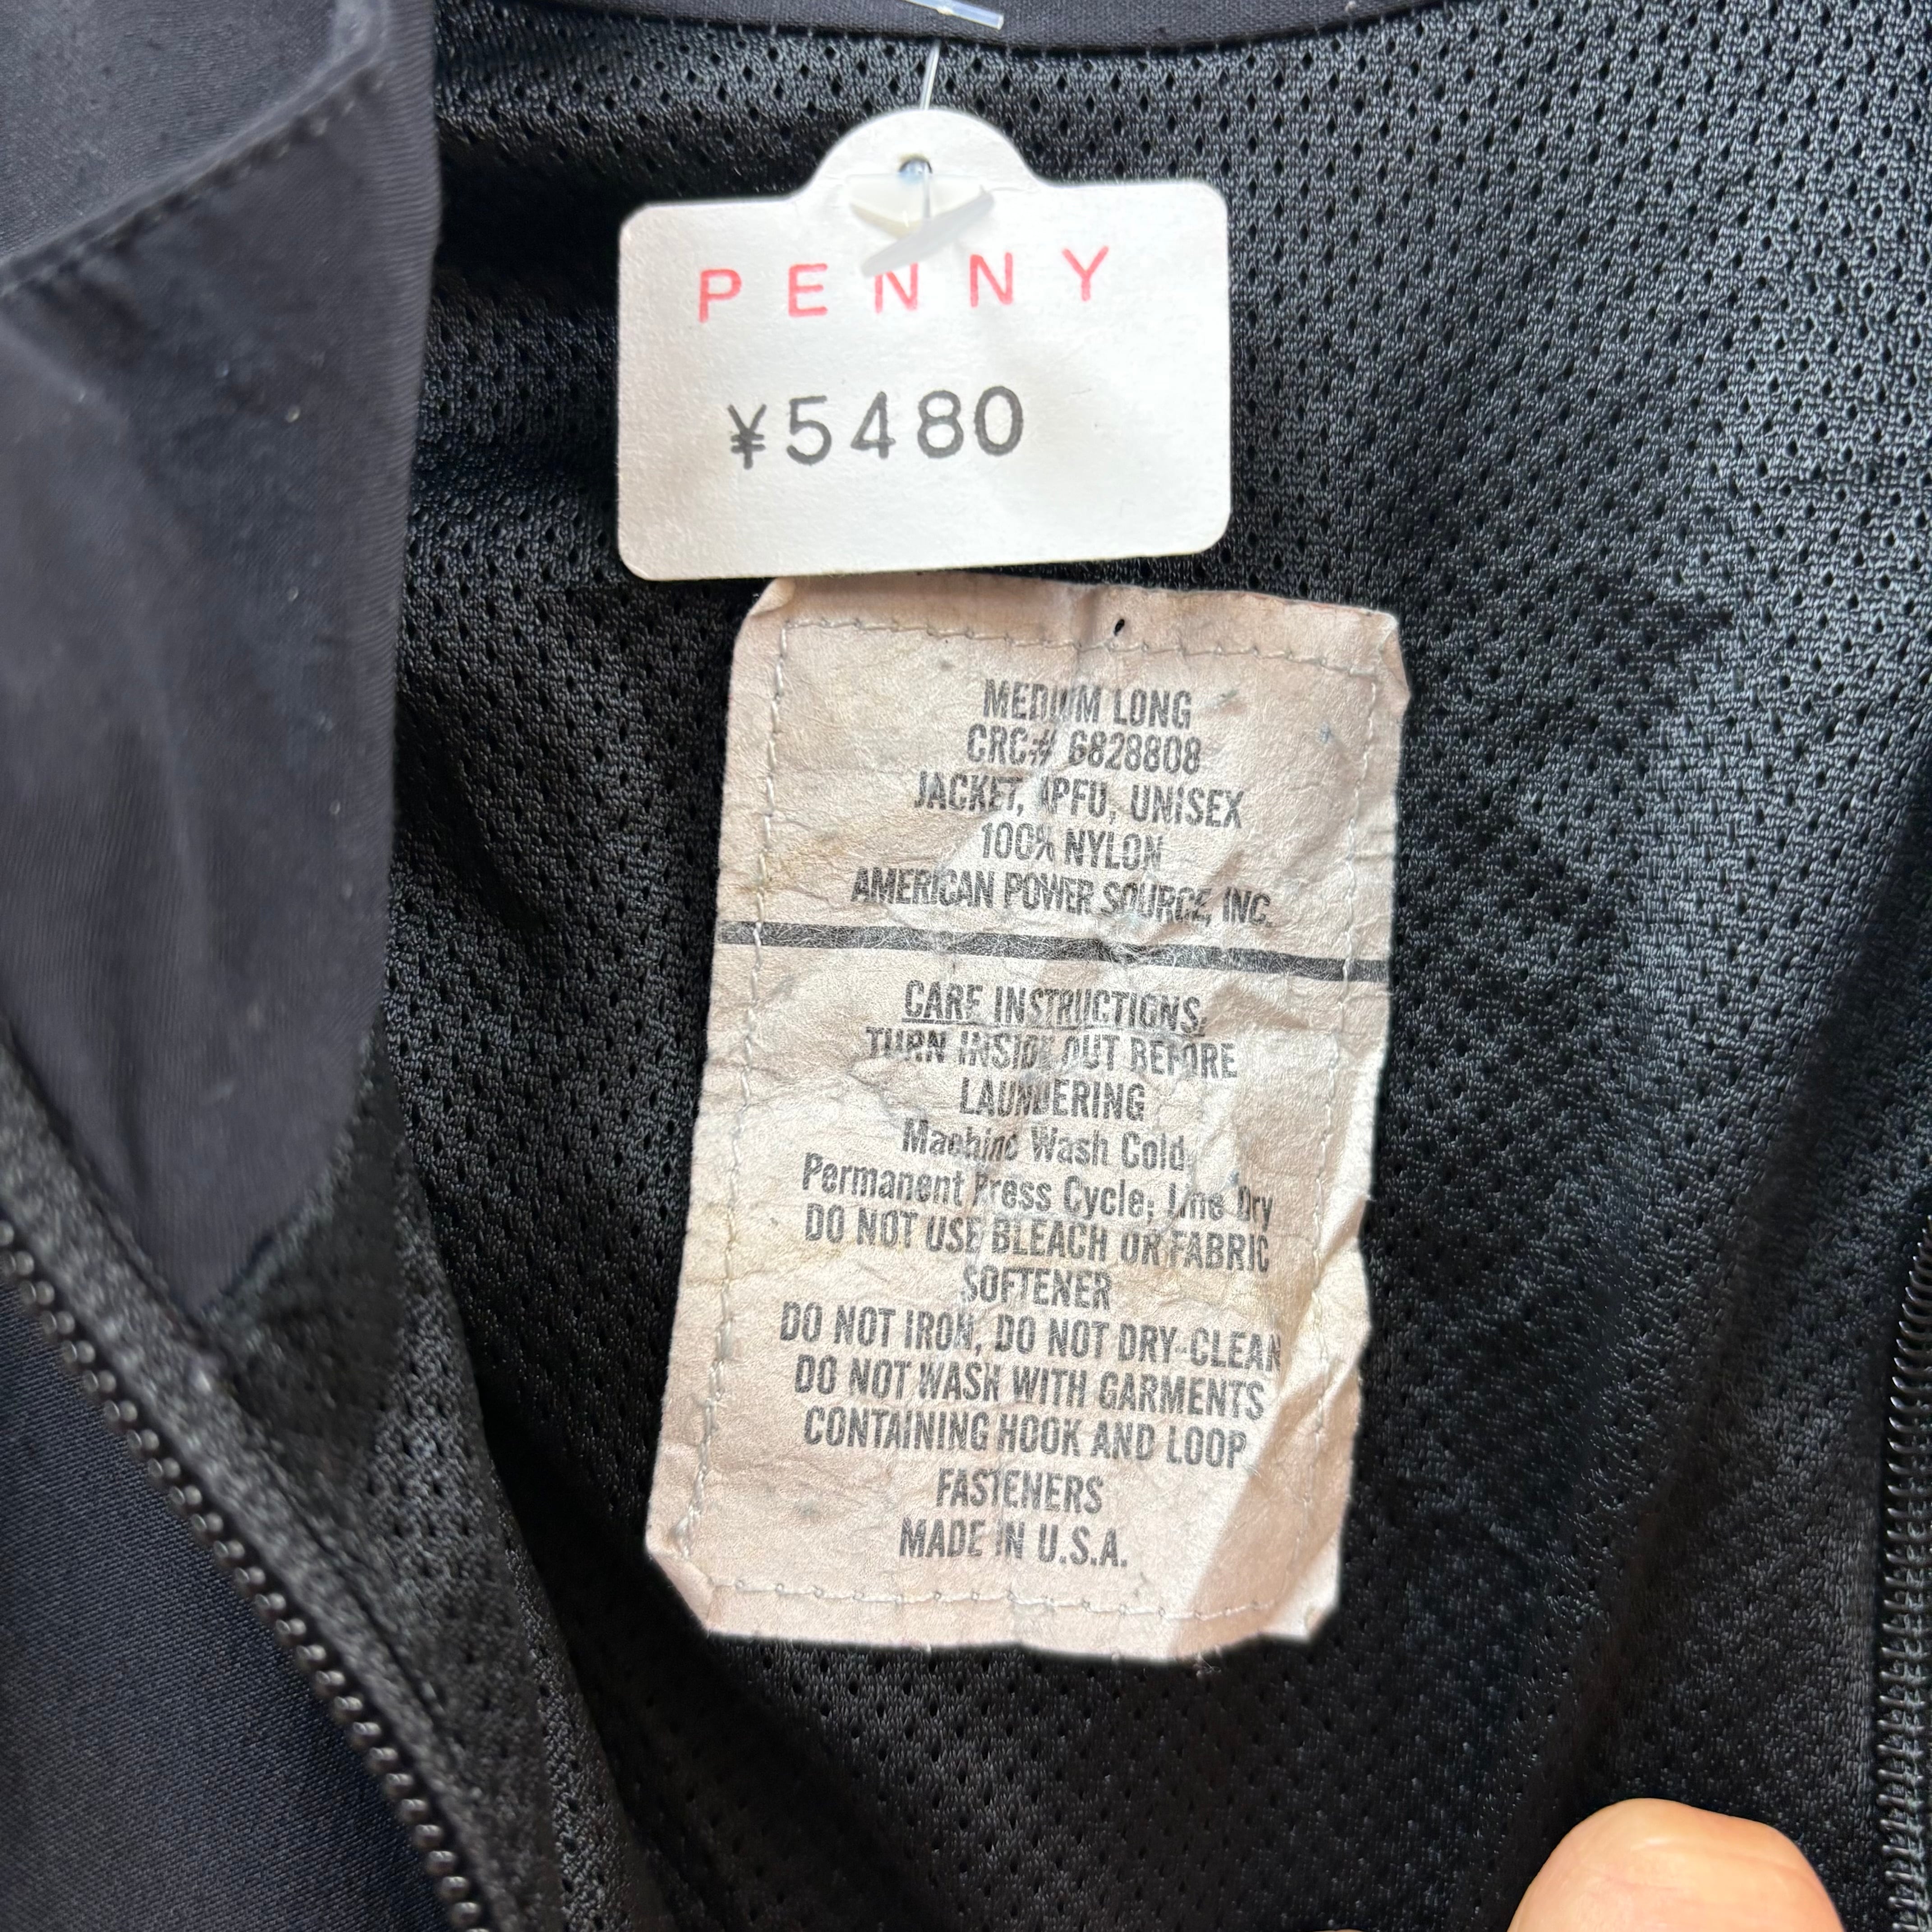 PENNY
¥5480
MEDIUM LONG
CRC# 6828808
JACKET, IPFU, UNISEX
100% NYLON
AMERICAN POWER SOURCE, INC.
CARE INSTRUCTIONS:
TURN INSIDE OUT BEFORE
LAUNDERING
Machine Wash Cold
Permanent Press Cycle; Line Dry
DO NOT USE BLEACH OR FABRIC
SOFTENER
DO NOT IRON, DO NOT DRY-CLEAN
DO NOT WASH WITH GARMENTS
CONTAINING HOOK AND LOOP
FASTENERS
MADE IN U.S.A.